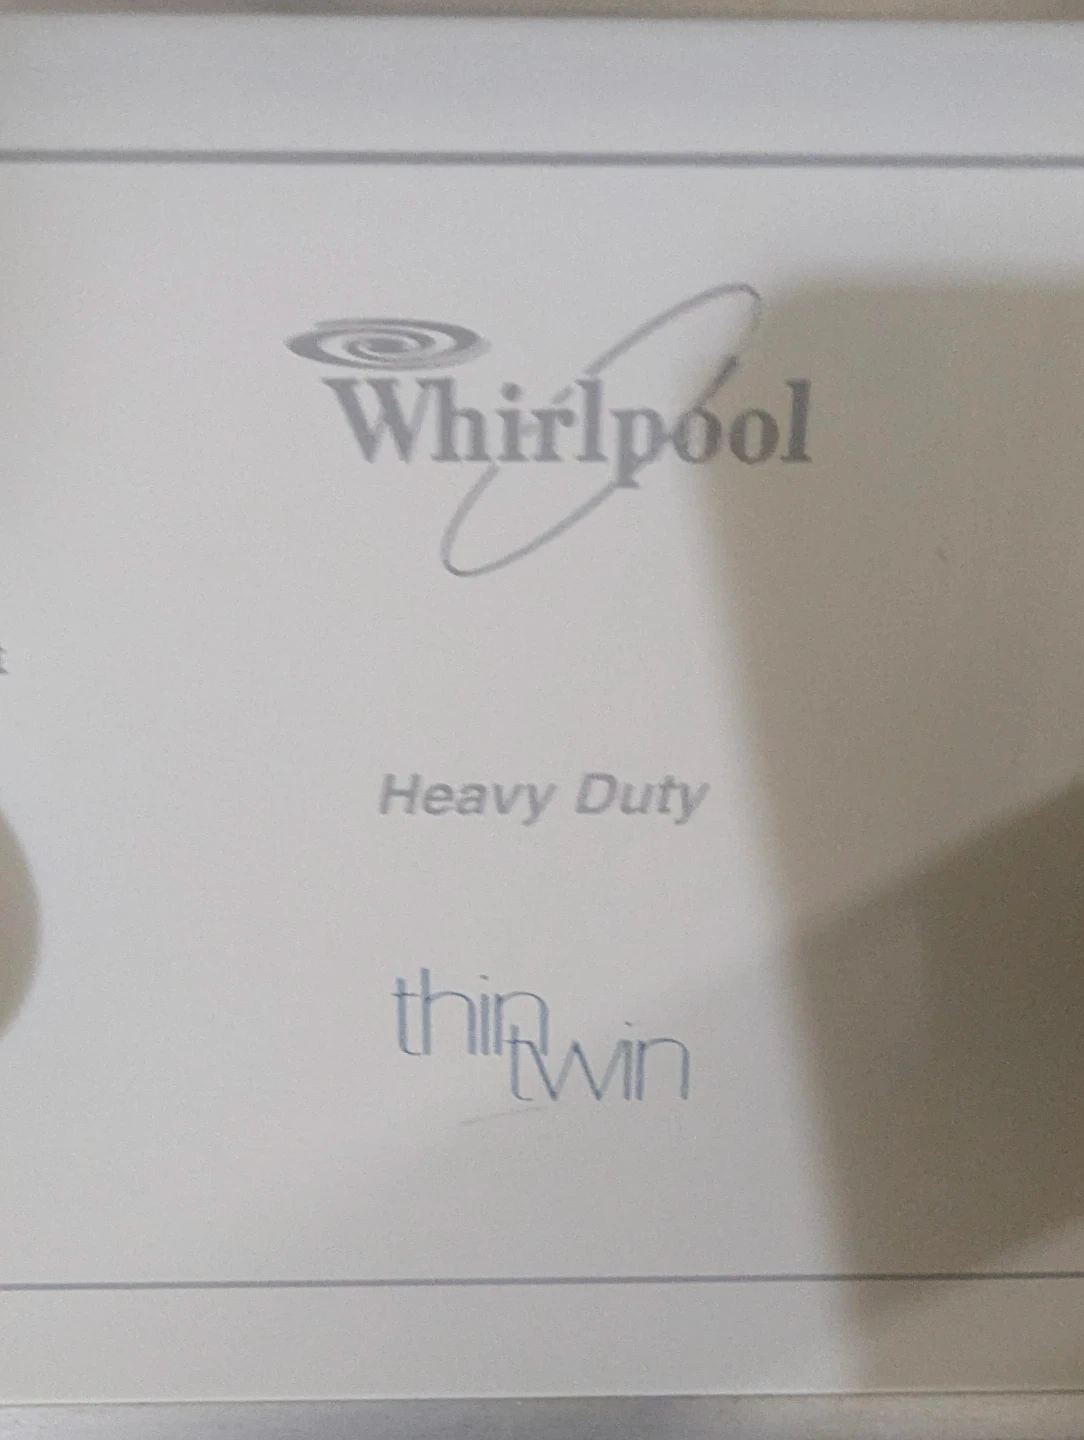 Whirlpool
Heavy Duty
thin
twin